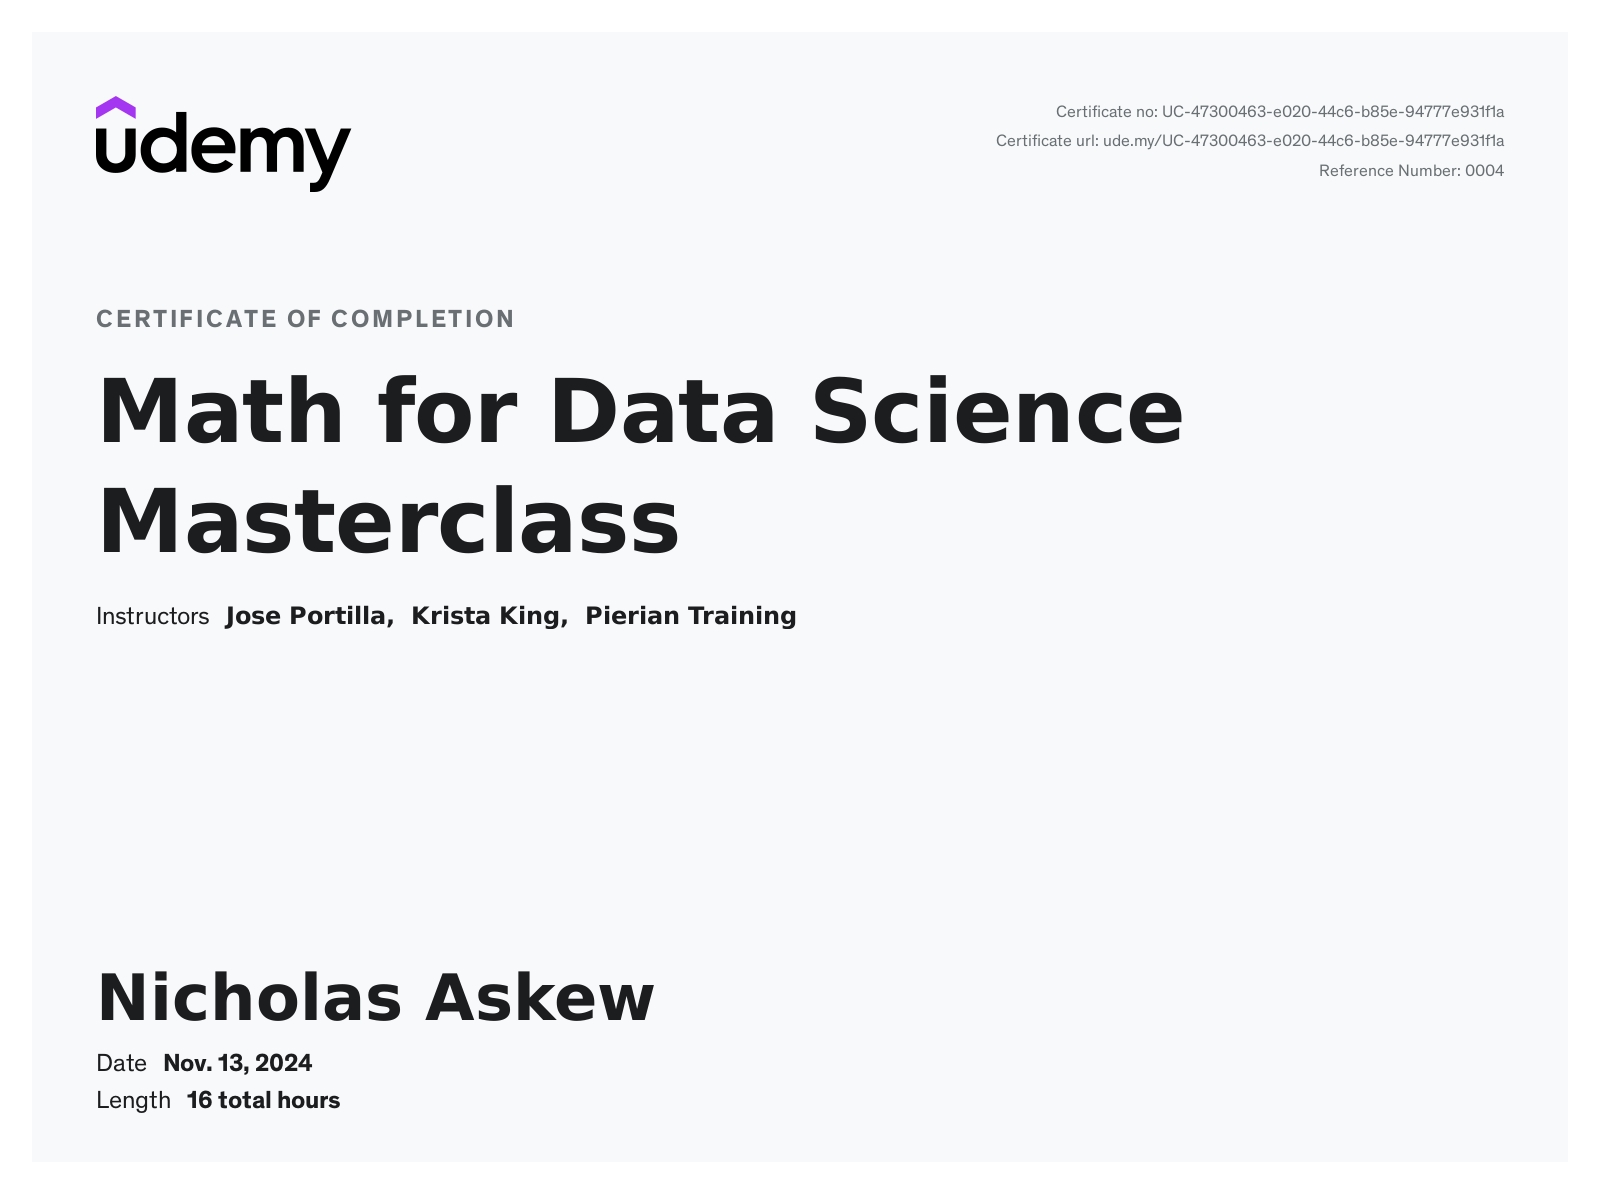 udemy
Certificate no: UC-47300463-e020-44c6-b85e-94777e931f1a
Certificate url: ude.my/UC-47300463-e020-44c6-b85e-94777e931f1a
Reference Number: 0004
CERTIFICATE OF COMPLETION
Math for Data Science
Masterclass
Instructors Jose Portilla, Krista King, Pierian Training
Nicholas Askew
Date Nov. 13, 2024
Length 16 total hours